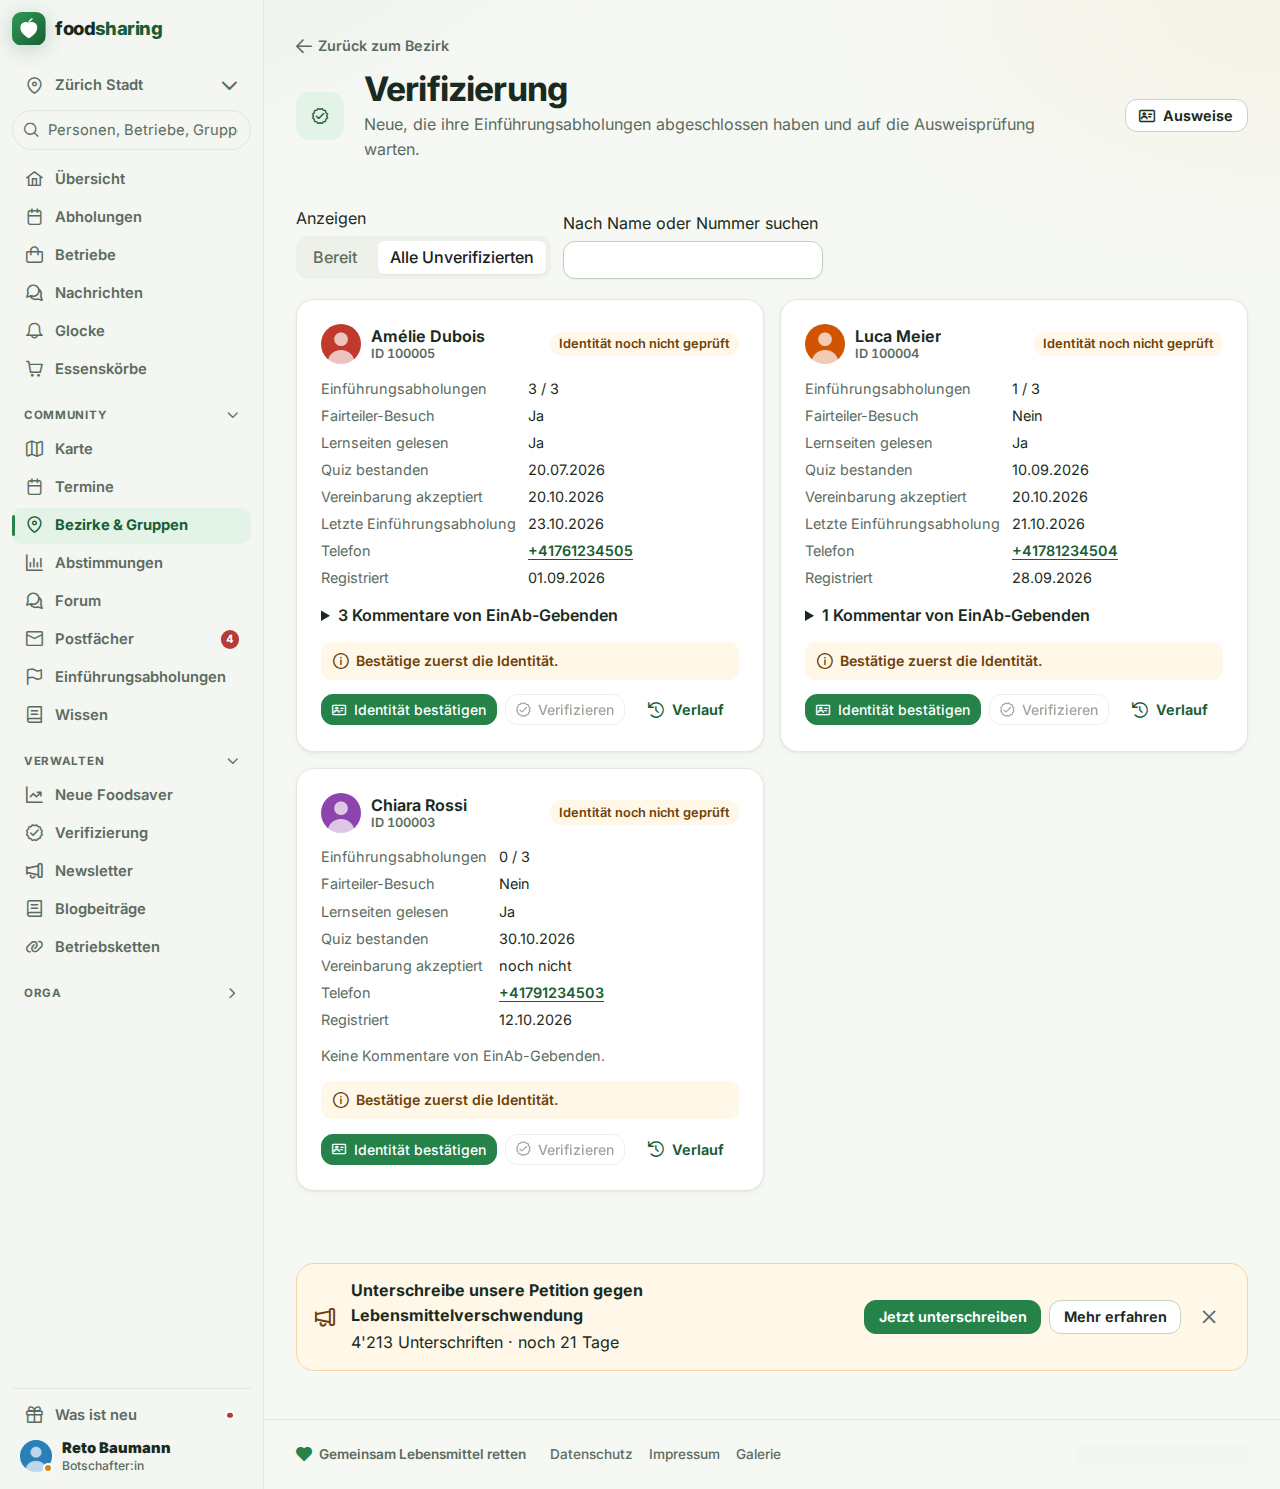 foodsharing
Zürich Stadt
Personen, Betriebe, Grupp
Übersicht
Abholungen
Betriebe
Nachrichten
Glocke
Essenskörbe
COMMUNITY
Karte
Termine
Bezirke & Gruppen
Abstimmungen
Forum
Postfächer 4
Einführungsabholungen
Wissen
VERWALTEN
Neue Foodsaver
Verifizierung
Newsletter
Blogbeiträge
Betriebsketten
ORGA
Was ist neu
Reto Baumann
Botschafter:in
Zurück zum Bezirk
Verifizierung
Neue, die ihre Einführungsabholungen abgeschlossen haben und auf die Ausweisprüfung
warten.
Ausweise
Anzeigen
Bereit Alle Unverifizierten
Nach Name oder Nummer suchen
Amélie Dubois
ID 100005
Identität noch nicht geprüft
Einführungsabholungen 3 / 3
Fairteiler-Besuch Ja
Lernseiten gelesen Ja
Quiz bestanden 20.07.2026
Vereinbarung akzeptiert 20.10.2026
Letzte Einführungsabholung 23.10.2026
Telefon +41761234505
Registriert 01.09.2026
3 Kommentare von EinAb-Gebenden
Bestätige zuerst die Identität.
Identität bestätigen Verifizieren Verlauf
Luca Meier
ID 100004
Identität noch nicht geprüft
Einführungsabholungen 1 / 3
Fairteiler-Besuch Nein
Lernseiten gelesen Ja
Quiz bestanden 10.09.2026
Vereinbarung akzeptiert 20.10.2026
Letzte Einführungsabholung 21.10.2026
Telefon +41781234504
Registriert 28.09.2026
1 Kommentar von EinAb-Gebenden
Bestätige zuerst die Identität.
Identität bestätigen Verifizieren Verlauf
Chiara Rossi
ID 100003
Identität noch nicht geprüft
Einführungsabholungen 0 / 3
Fairteiler-Besuch Nein
Lernseiten gelesen Ja
Quiz bestanden 30.10.2026
Vereinbarung akzeptiert noch nicht
Telefon +41791234503
Registriert 12.10.2026
Keine Kommentare von EinAb-Gebenden.
Bestätige zuerst die Identität.
Identität bestätigen Verifizieren Verlauf
Unterschreibe unsere Petition gegen
Lebensmittelverschwendung
4'213 Unterschriften · noch 21 Tage
Jetzt unterschreiben Mehr erfahren
Gemeinsam Lebensmittel retten Datenschutz Impressum Galerie